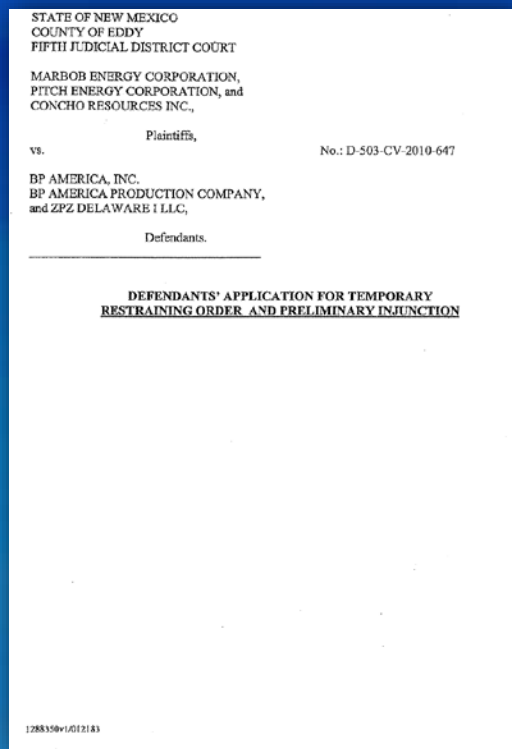 STATE OF NEW MEXICO
COUNTY OF EDDY
FIFTH JUDICIAL DISTRICT COURT
MARBOB ENERGY CORPORATION,
PITCH ENERGY CORPORATION, and
CONCHO RESOURCES INC.,
Plaintiffs,
vs. No.: D-503-CV-2010-647
BP AMERICA, INC.
BP AMERICA PRODUCTION COMPANY,
and ZPZ DELAWARE I LLC,
Defendants.
DEFENDANTS' APPLICATION FOR TEMPORARY
RESTRAINING ORDER AND PRELIMINARY INJUNCTION
1288350v1/012183